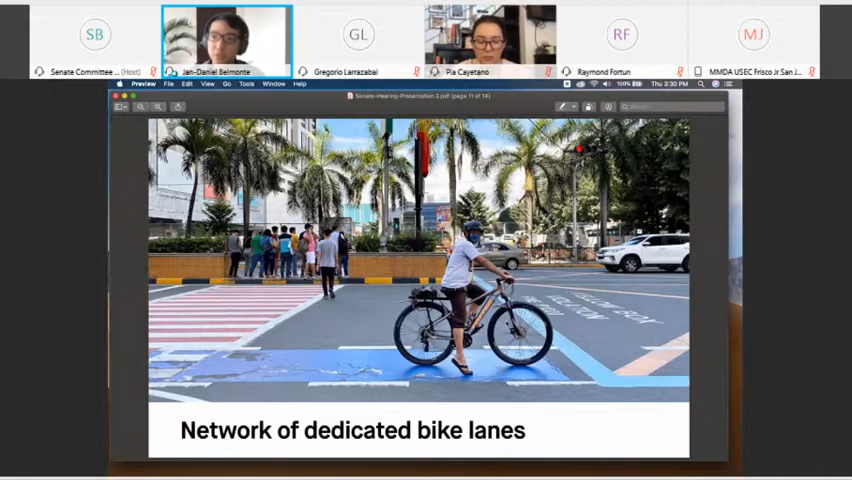 SB
GL
RF
MJ
Senate Committee ... (Host)
Jan-Daniel Belmonte
Gregorio Larrazabal
Pia Cayetano
Raymond Fortun
MMDA USEC Frisco Jr San J...
Preview File Edit View Go Tools Window Help
100% Thu 3:30 PM
Senate-Hearing-Presentation 2.pdf (page 11 of 14)
Search
YELLOW BOX
VIOLATION
Network of dedicated bike lanes